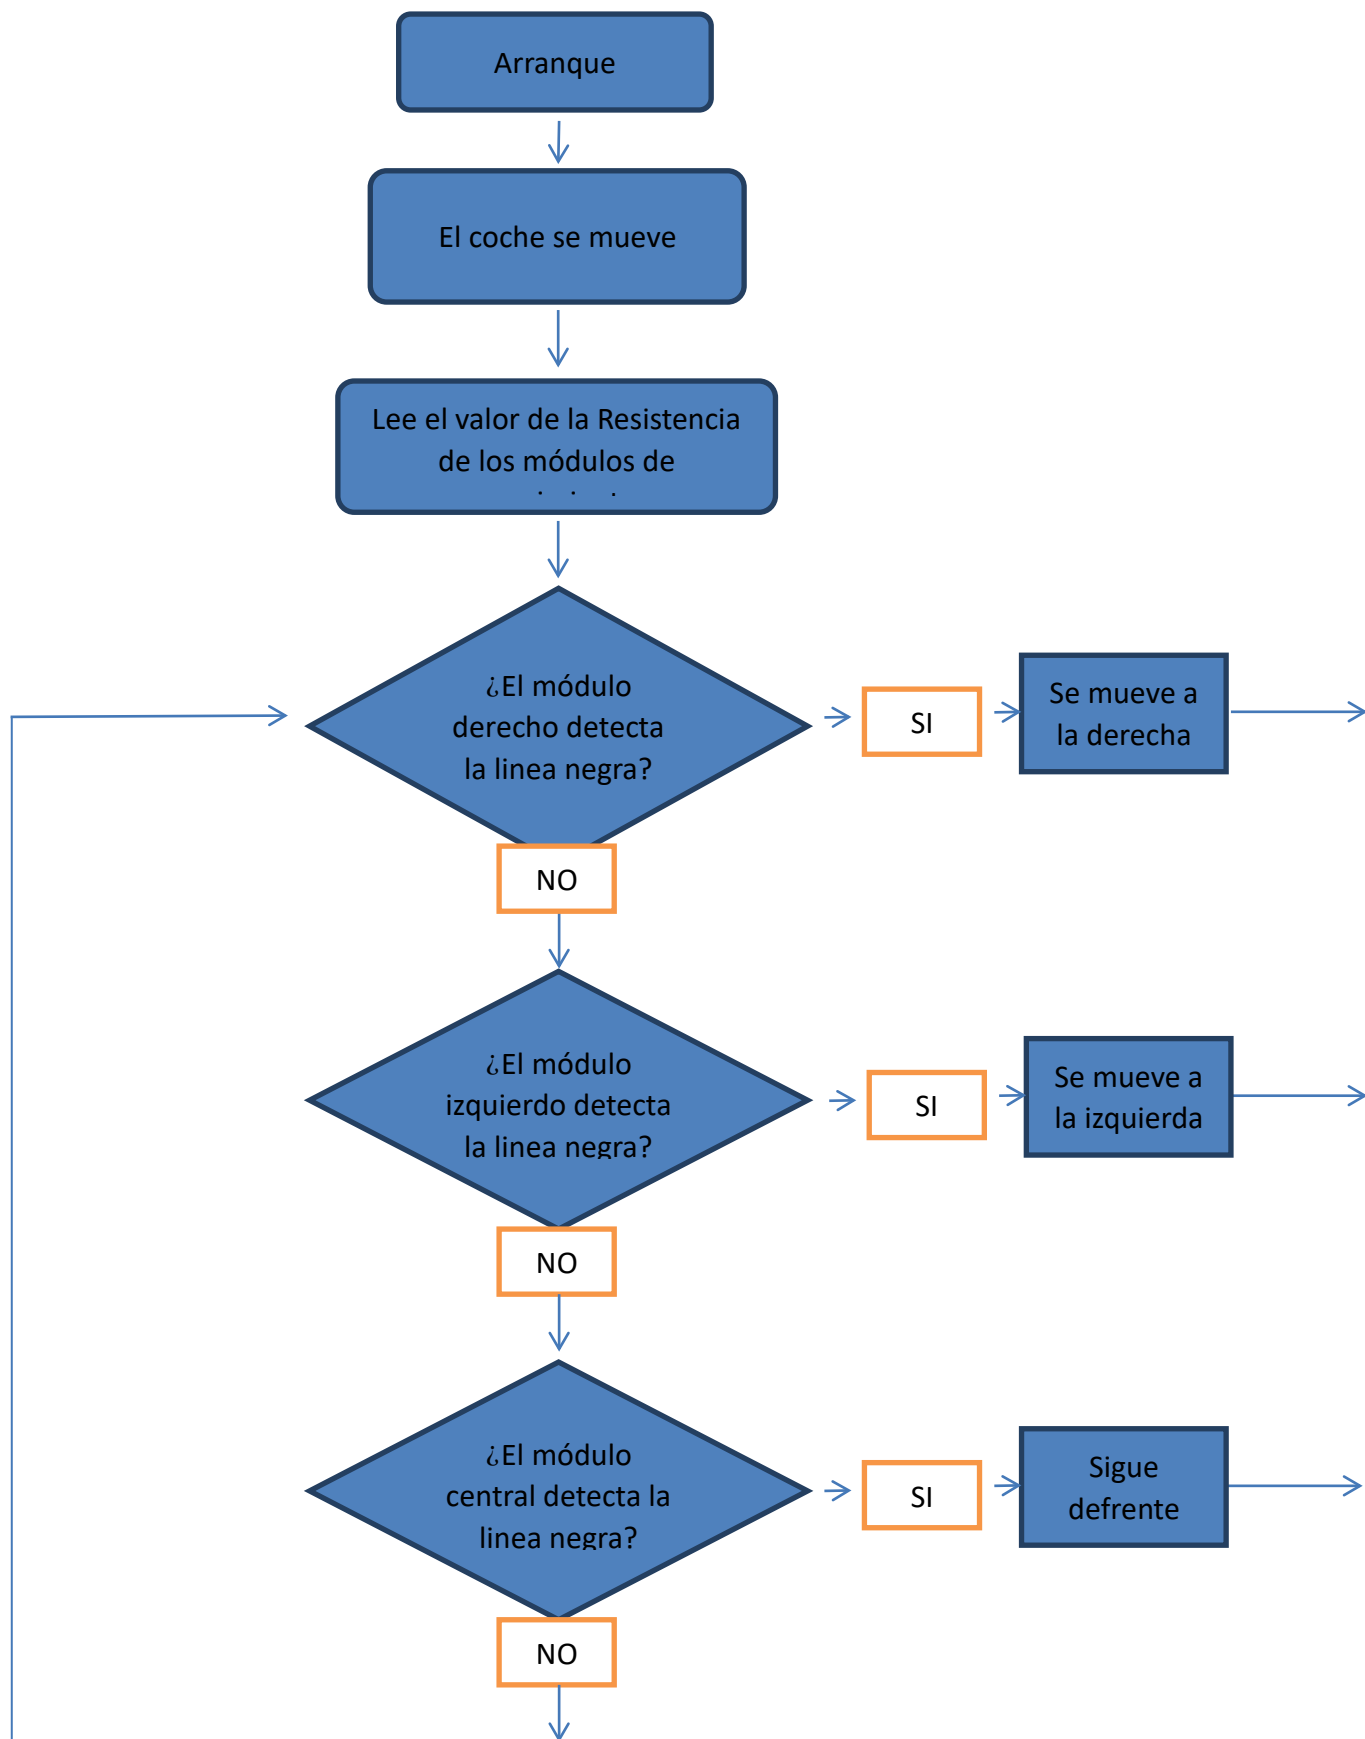 Arranque
El coche se mueve
Lee el valor de la Resistencia
de los módulos de
¿El módulo
derecho detecta
la linea negra?
SI
Se mueve a
la derecha
NO
¿El módulo
izquierdo detecta
la linea negra?
SI
Se mueve a
la izquierda
NO
¿El módulo
central detecta la
linea negra?
SI
Sigue
defrente
NO